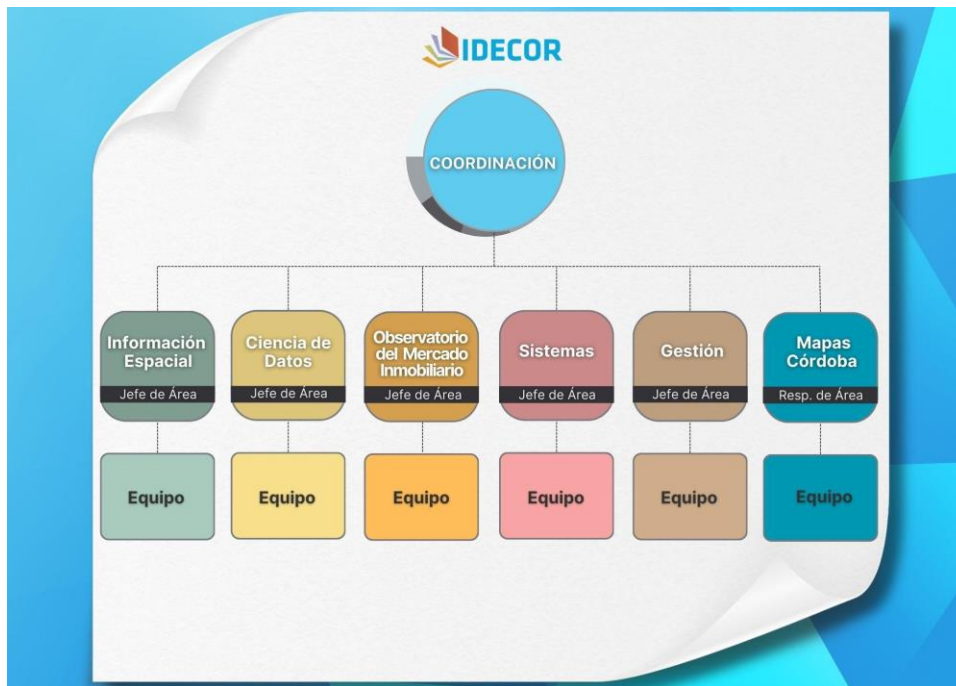 IDECOR
COORDINACIÓN
Información
Espacial
Jefe de Área
Ciencia de
Datos
Jefe de Área
Observatorio
del Mercado
Inmobiliario
Jefe de Área
Sistemas
Jefe de Área
Gestión
Jefe de Área
Mapas
Córdoba
Resp. de Área
Equipo
Equipo
Equipo
Equipo
Equipo
Equipo